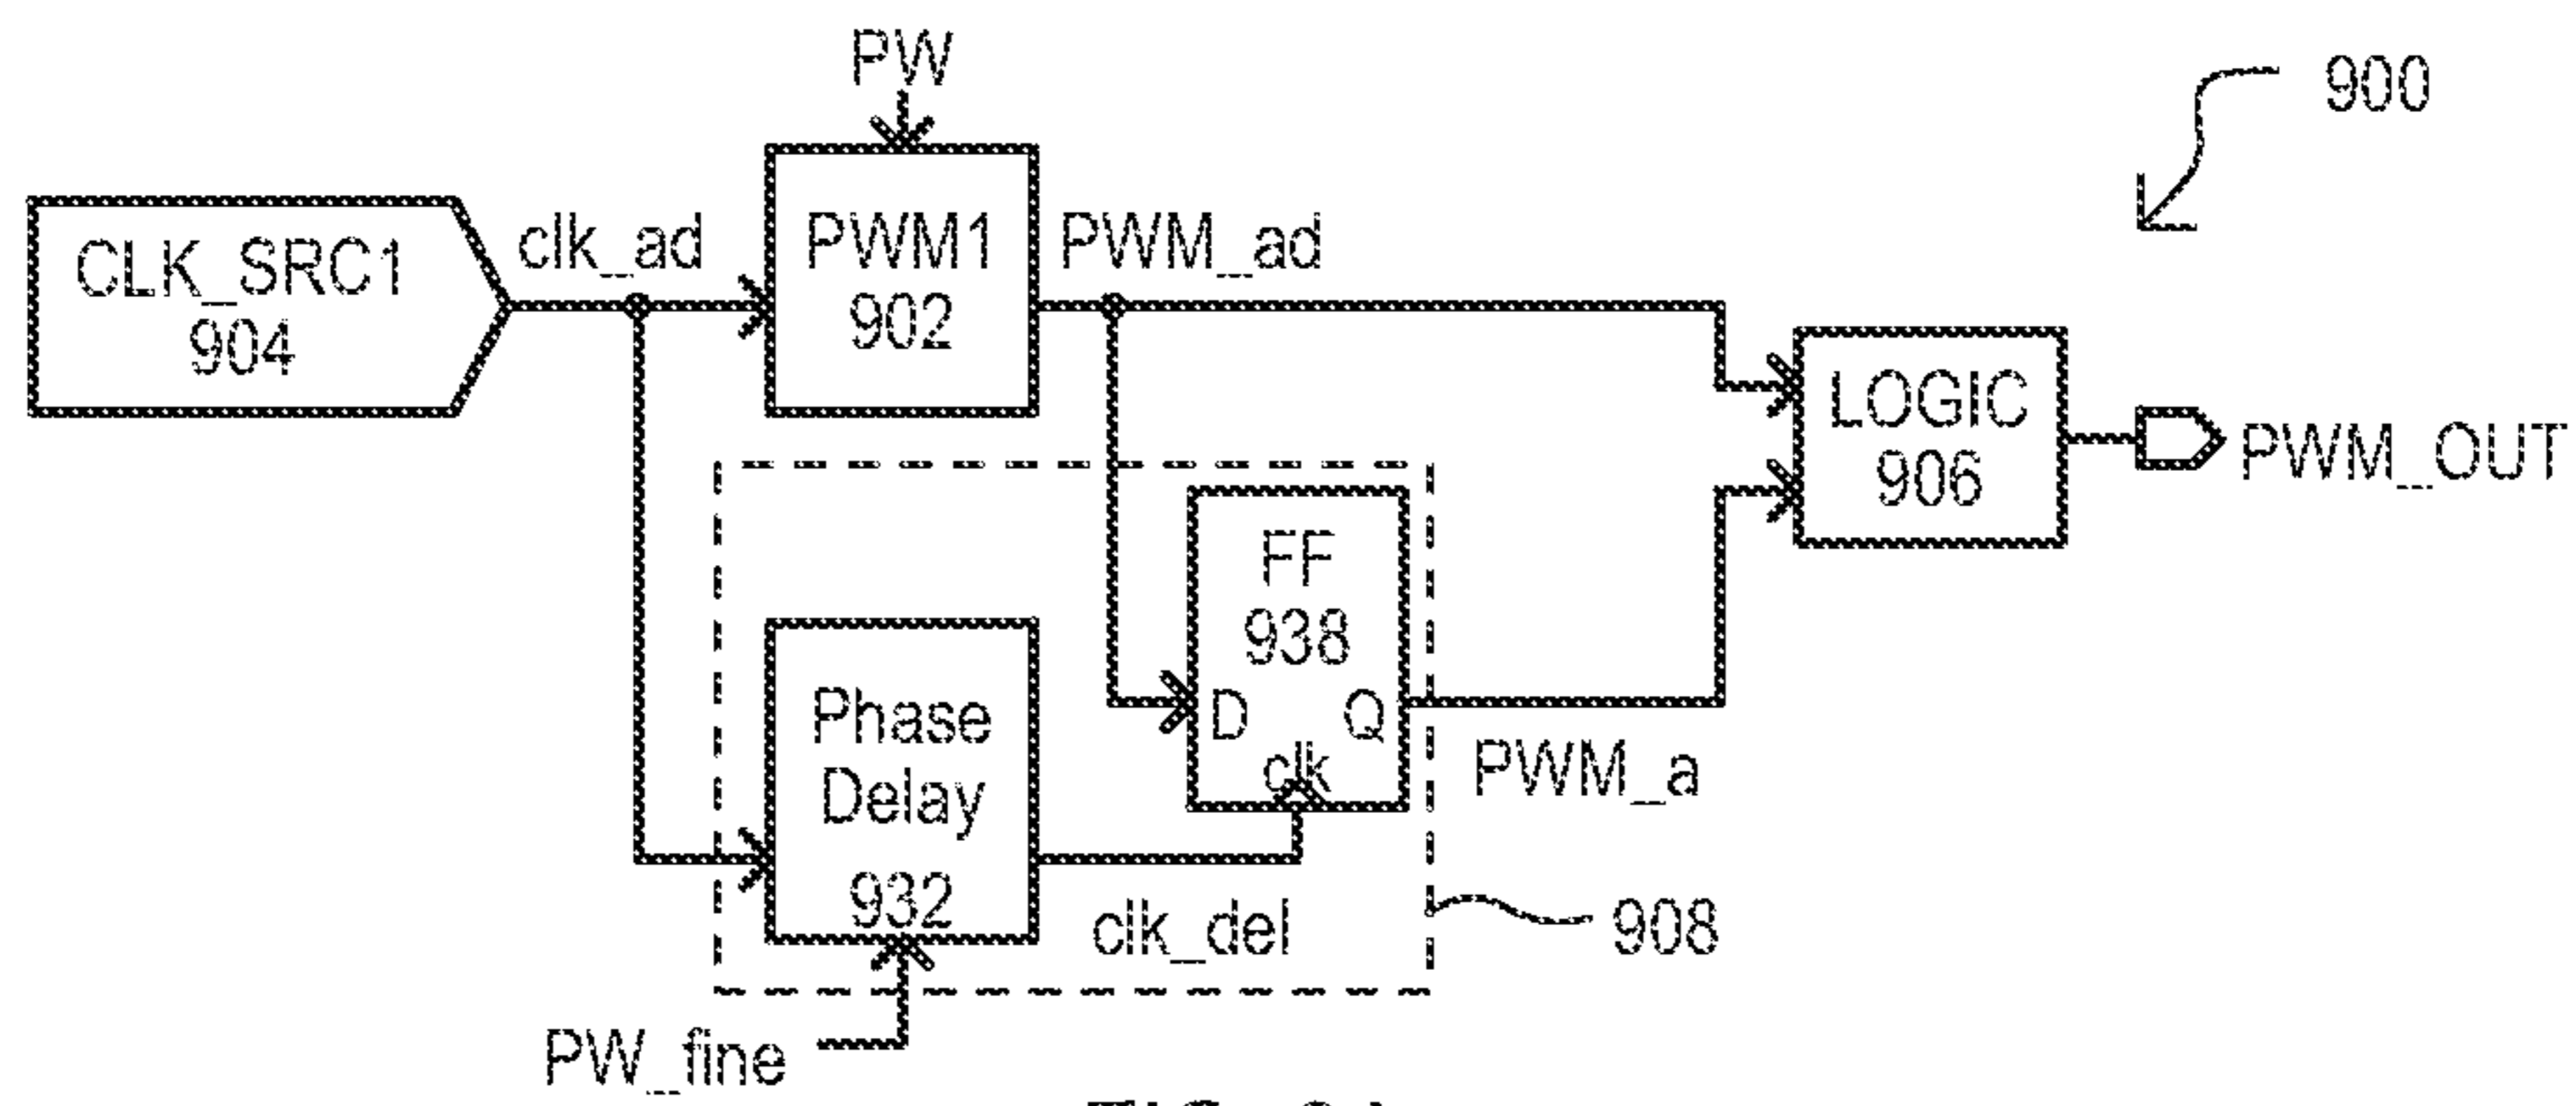 PW
900
CLK_SRC1
904
clk_ad
PWM1
902
PWM_ad
LOGIC
906
PWM_OUT
FF
938
D
Q
clk
PWM_a
Phase
Delay
932
clk_del
908
PW_fine